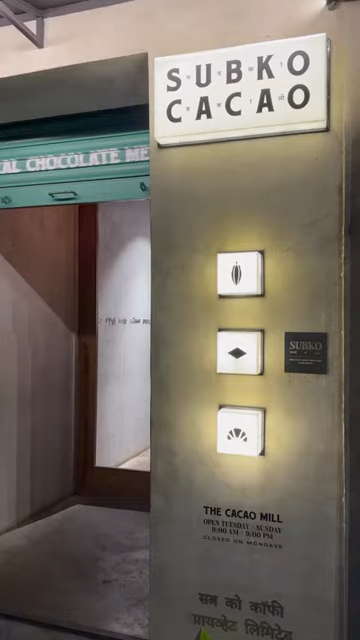 SUBKO
CACAO
AL CHOCOLATE ME
SUBKO
THE CACAO MILL
OPEN TUESDAY - SUNDAY
9:00 AM - 9:00 PM
CLOSED ON MONDAYS
सब को कॉफी
प्रायव्हेट लिमिटेड